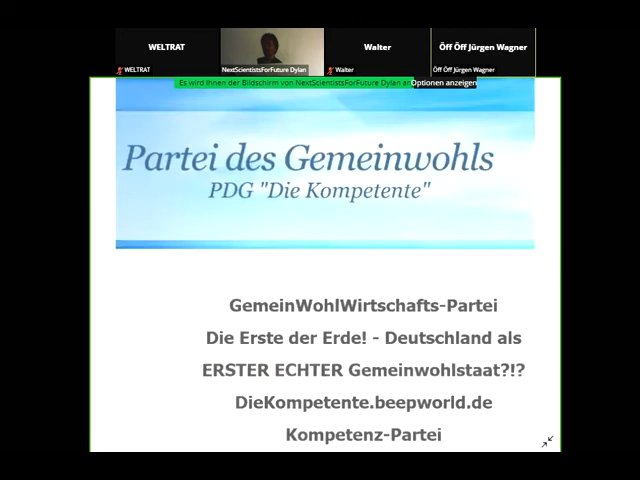 WELTRAT
Walter
Öff Öff Jürgen Wagner
WELTRAT
NextScientistsForFuture Dylan
Walter
Öff Öff Jürgen Wagner
Es wird Ihnen der Bildschirm von NextScientistsForFuture Dylan
Optionen anzeigen
Partei des Gemeinwohls
PDG "Die Kompetente"
GemeinWohlWirtschafts-Partei
Die Erste der Erde! - Deutschland als
ERSTER ECHTER Gemeinwohlstaat?!?
DieKompetente.beepworld.de
Kompetenz-Partei